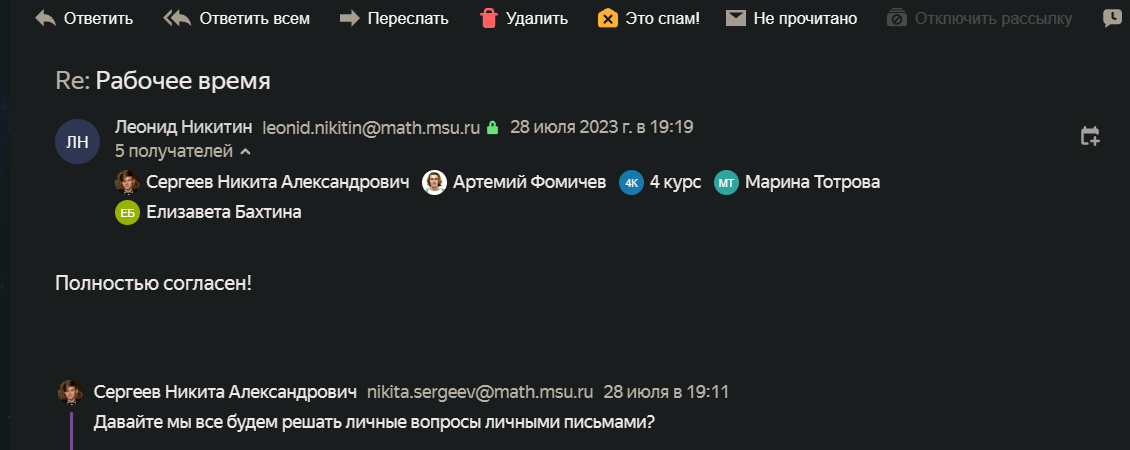 Ответить Ответить всем Переслать Удалить Это спам! Не прочитано Отключить рассылку
Re: Рабочее время
ЛН Леонид Никитин leonid.nikitin@math.msu.ru 28 июля 2023 г. в 19:19
5 получателей
Сергеев Никита Александрович Артемий Фомичев 4К 4 курс МТ Марина Тотрова
ЕБ Елизавета Бахтина
Полностью согласен!
Сергеев Никита Александрович nikita.sergeev@math.msu.ru 28 июля в 19:11
Давайте мы все будем решать личные вопросы личными письмами?